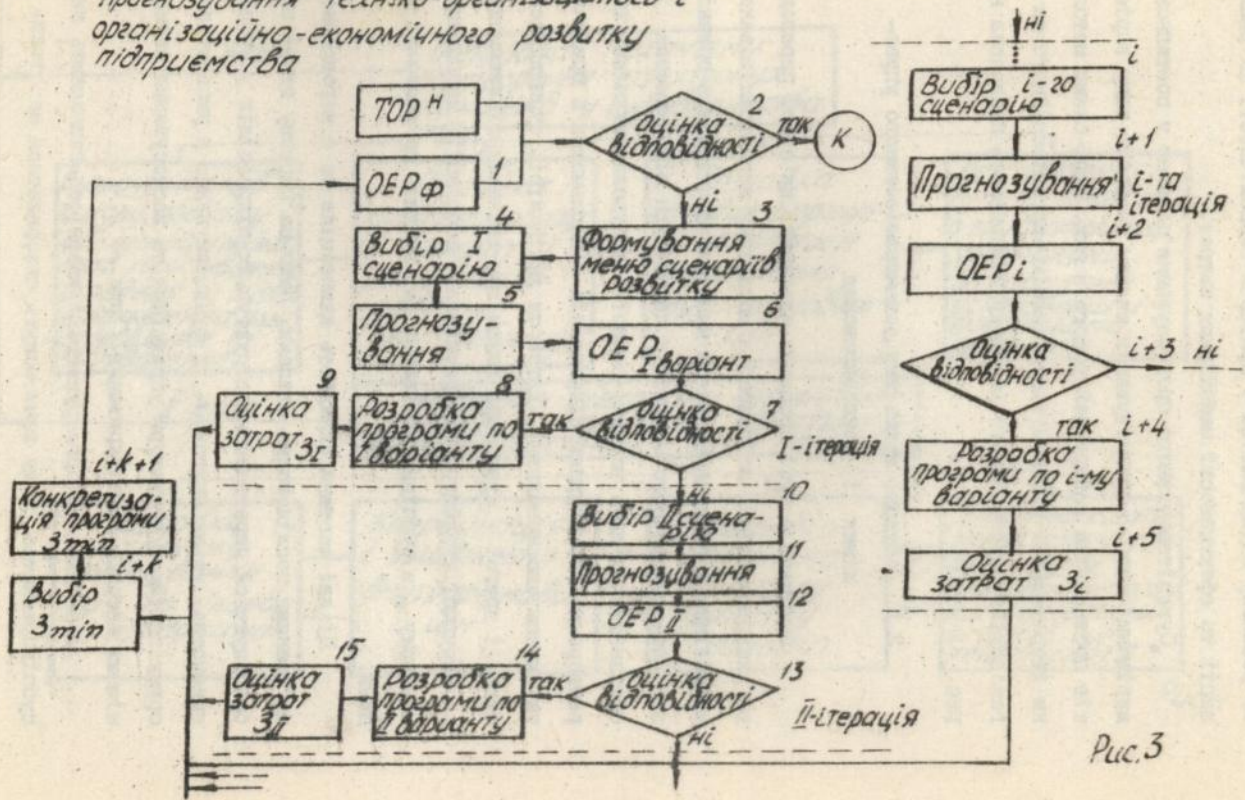 прогнозування техніко-організаційного і
організаційно-економічного розвитку
підприємства
ТОР н
ОЕР ф
1
Оцінка
відповідності
2
так
К
ні
3
Формування
меню сценаріїв
розвитку
4
Вибір I
сценарію
5
Прогнозу-
вання
6
ОЕР I варіант
7
Оцінка
відповідності
I - ітерація
так
8
Розробка
програми по
I варіанту
9
Оцінка
затрат ЗI
ні
10
Вибір II сцена-
рію
11
Прогнозування
12
ОЕР II
13
Оцінка
відповідності
II-ітерація
так
14
Розробка
програми по
II варианту
15
Оцінка
затрат
ЗII
ні
i+k+1
Конкретиза-
ція програми
З min
i+k
Вибір
З min
ні
i
Вибір i-го
сценарію
i+1
Прогнозування
i-та
ітерація
i+2
ОЕР i
Оцінка
відповідності
i+3 ні
так
i+4
Розробка
програми по i-му
варіанту
i+5
Оцінка
затрат Зi
Рис.3